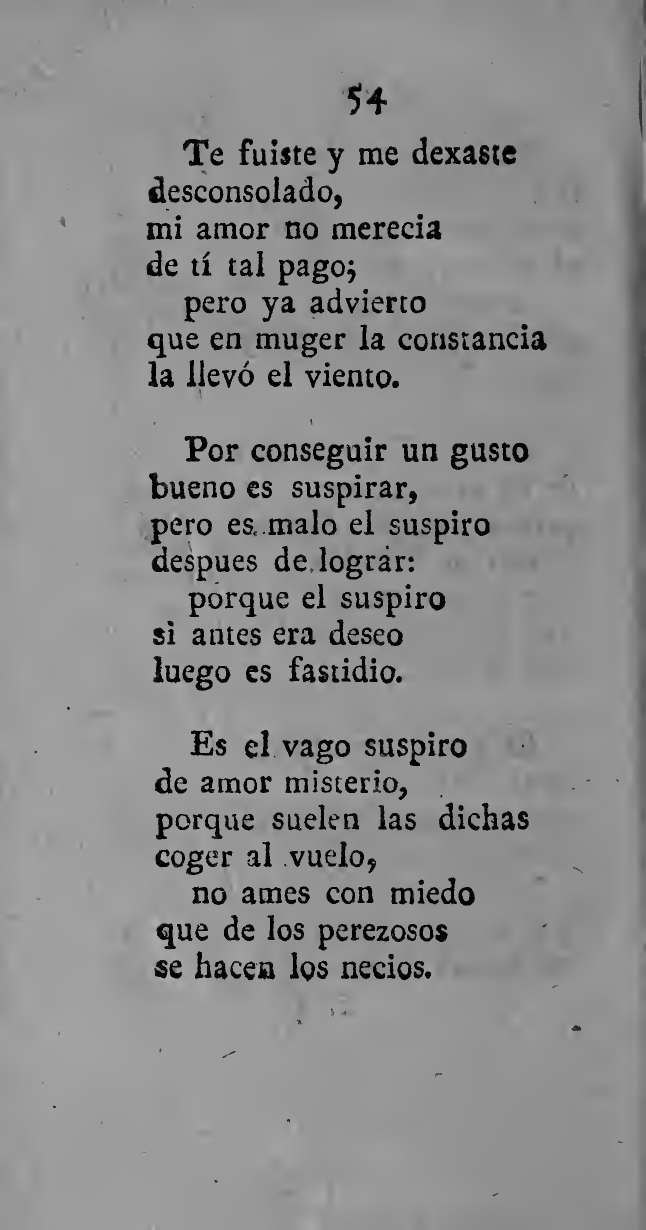 54
Te fuiste y me dexaste
desconsolado,
mi amor no merecia
de tí tal pago;
pero ya advierto
que en muger la constancia
la llevó el viento.
Por conseguir un gusto
bueno es suspirar,
pero es malo el suspiro
despues de lograr:
porque el suspiro
si antes era deseo
luego es fastidio.
Es el vago suspiro
de amor misterio,
porque suelen las dichas
coger al vuelo,
no ames con miedo
que de los perezosos
se hacen los necios.